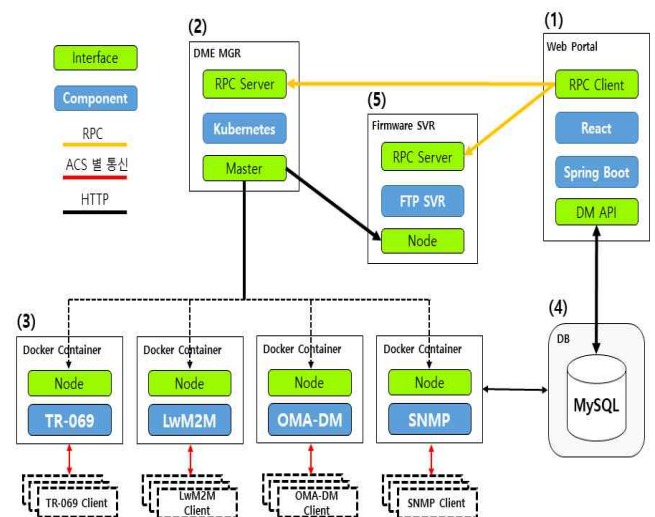 Interface
Component
RPC
ACS 별 통신
HTTP
(2)
DME MGR
RPC Server
Kubernetes
Master
(5)
Firmware SVR
RPC Server
FTP SVR
Node
(1)
Web Portal
RPC Client
React
Spring Boot
DM API
(3)
Docker Container
Node
TR-069
TR-069 Client
Docker Container
Node
LwM2M
LwM2M
Client
Docker Container
Node
OMA-DM
OMA-DM
Client
Docker Container
Node
SNMP
SNMP Client
(4)
DB
MySQL